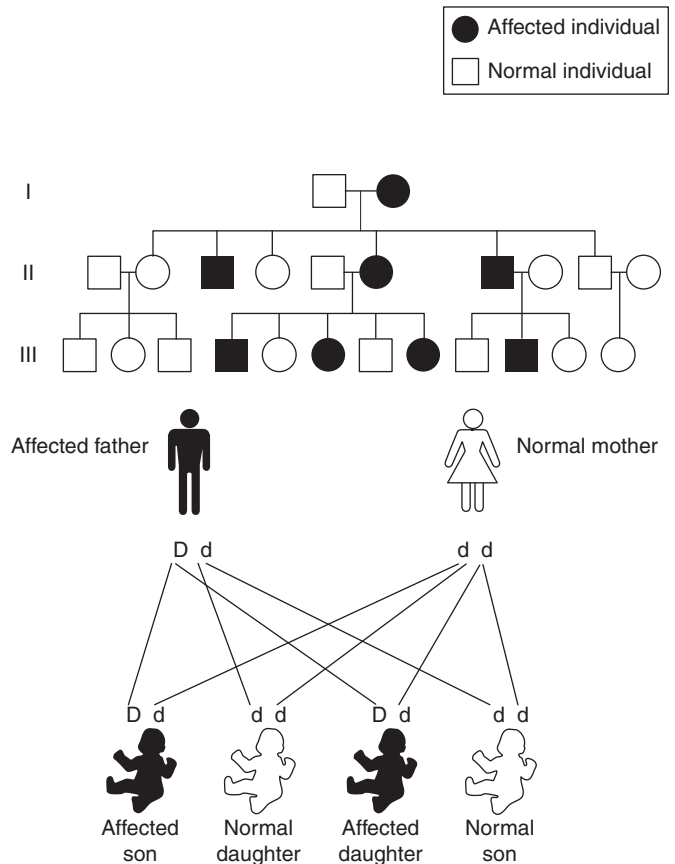 Affected individual
Normal individual
I
II
III
Affected father
Normal mother
D d
d d
D d
d d
D d
d d
Affected son
Normal daughter
Affected daughter
Normal son